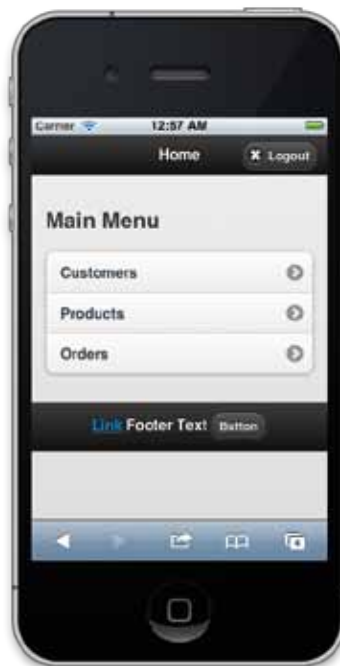 Carrier 12:57 AM
Home ✖ Logout
Main Menu
Customers
Products
Orders
Link Footer Text Button